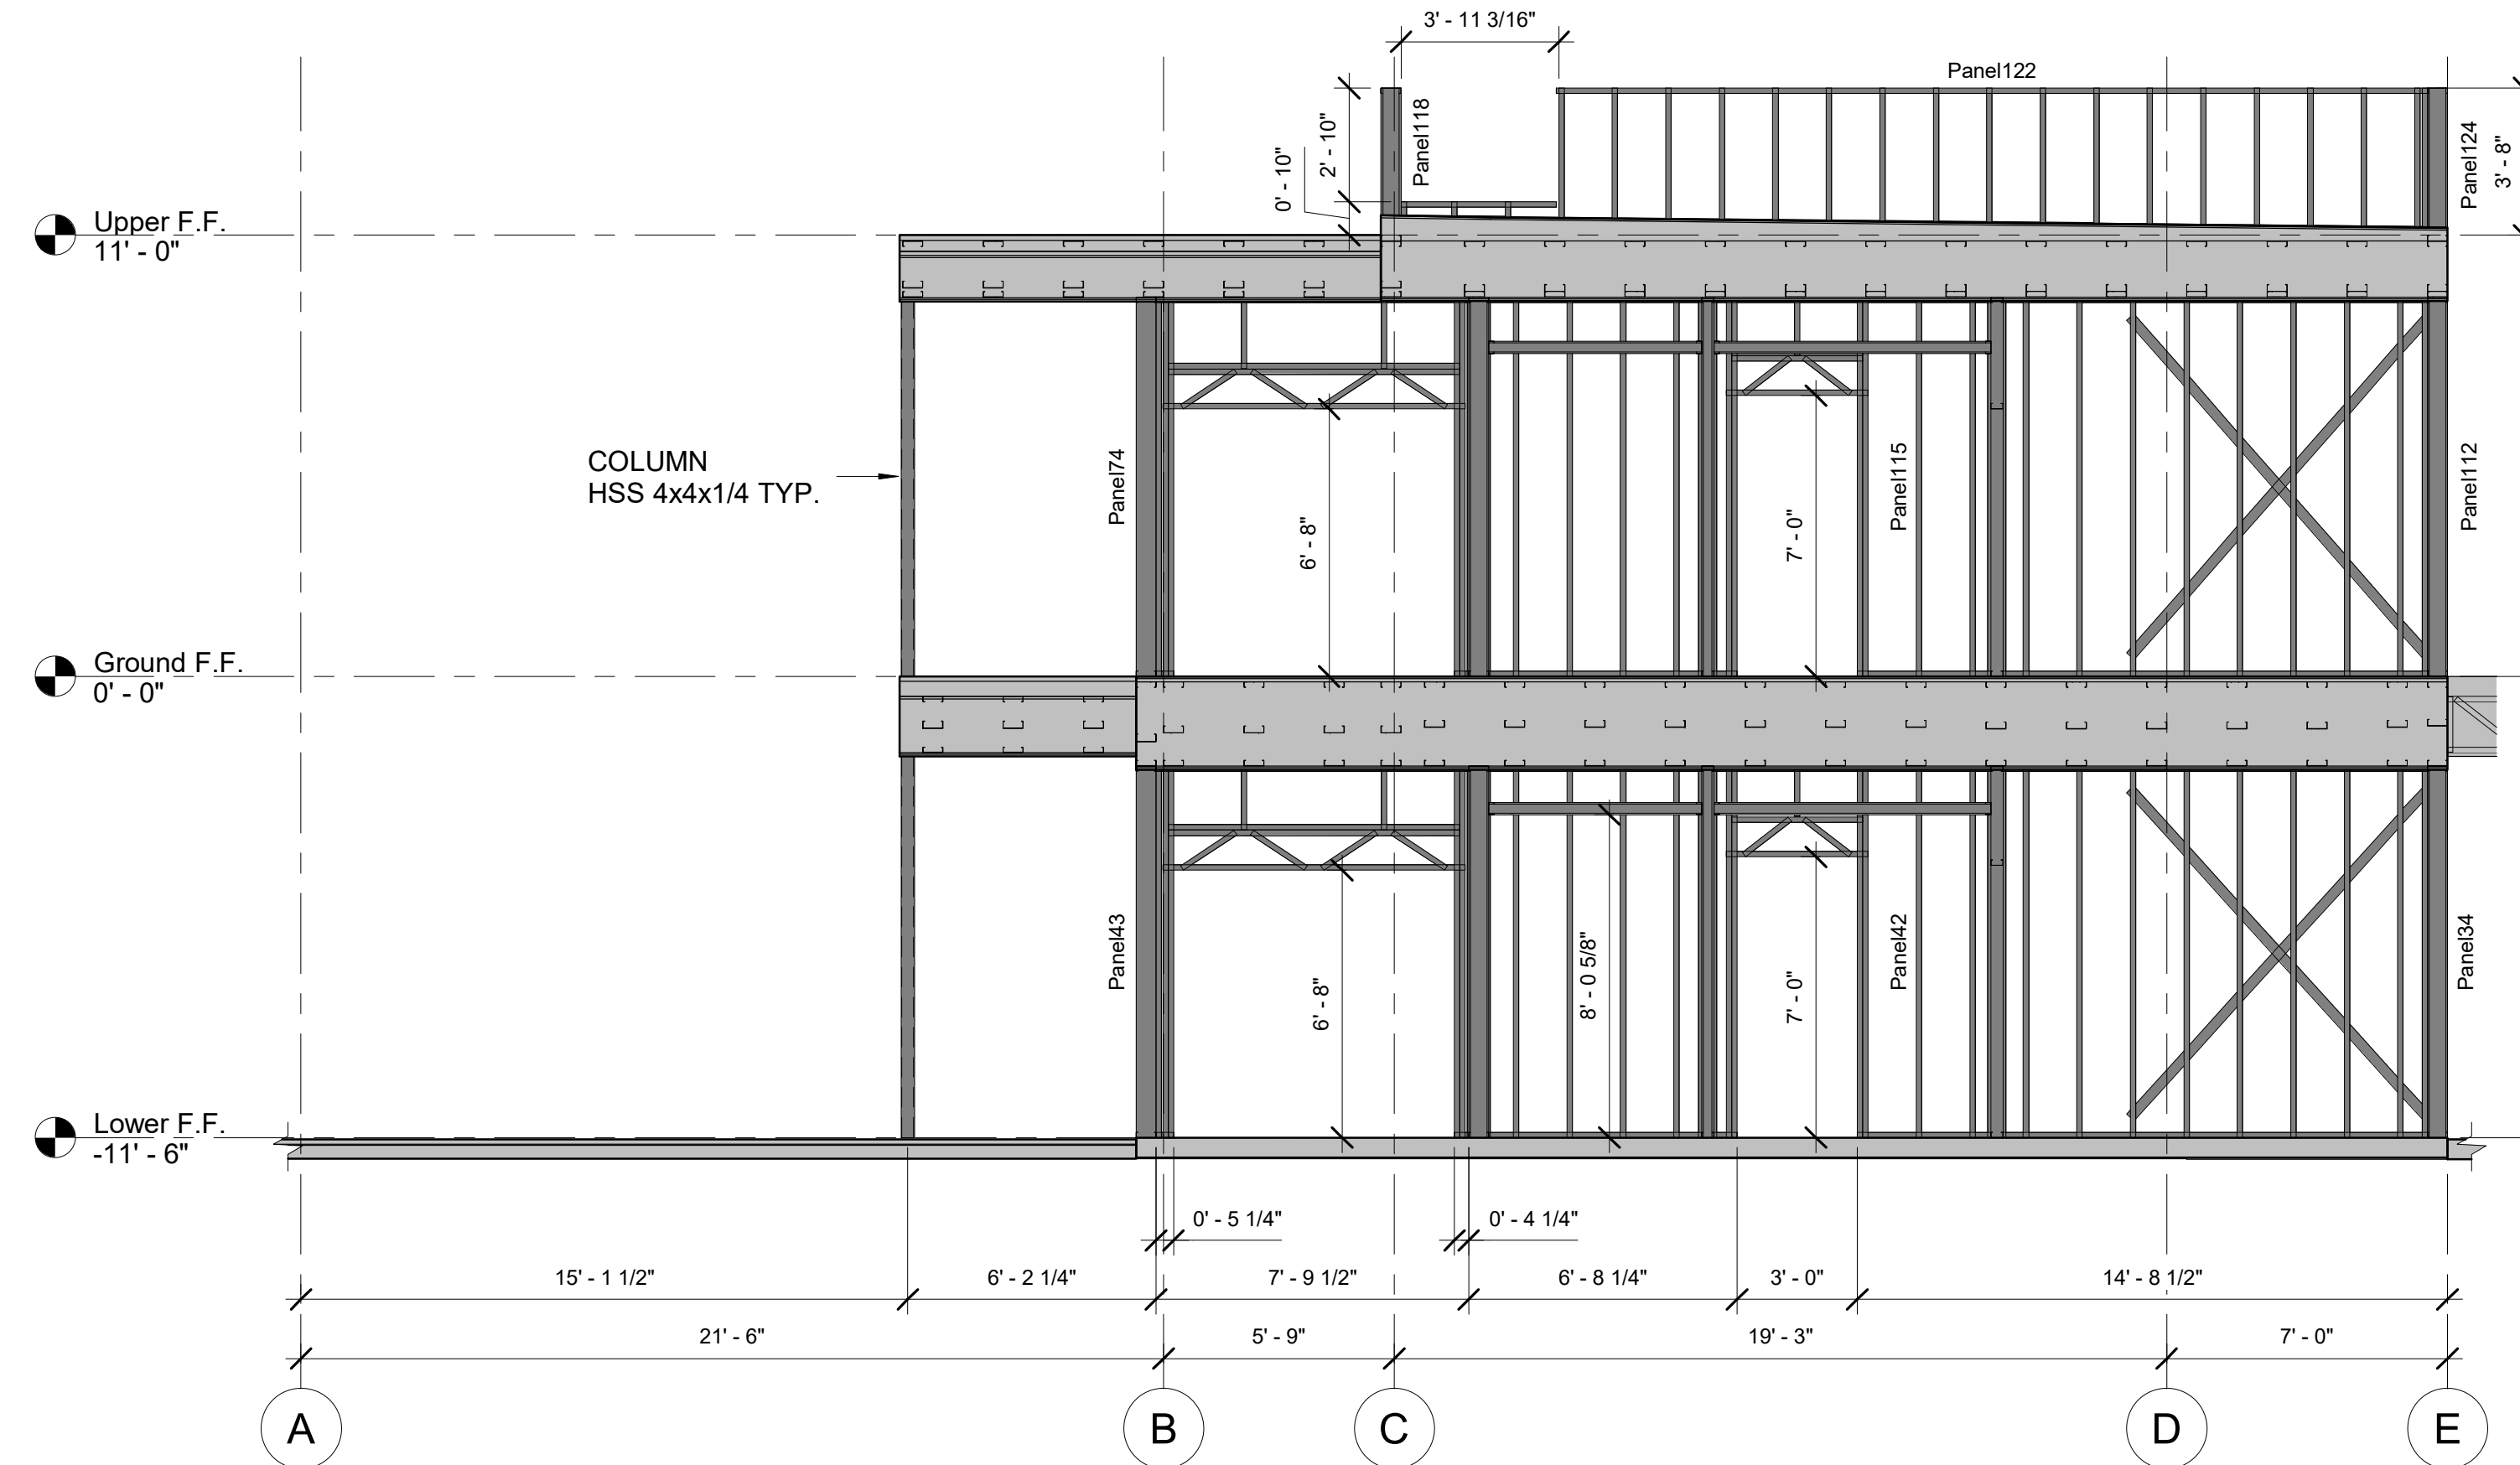 3' - 11 3/16"
Panel122
Panel118
2' - 10"
0' - 10"
Panel124
3' - 8"
Upper F.F.
11' - 0"
COLUMN
HSS 4x4x1/4 TYP.
Panel74
6' - 8"
7' - 0"
Panel115
Panel112
Ground F.F.
0' - 0"
Panel43
6' - 8"
8' - 0 5/8"
7' - 0"
Panel42
Panel34
Lower F.F.
-11' - 6"
0' - 5 1/4"
0' - 4 1/4"
15' - 1 1/2"
6' - 2 1/4"
7' - 9 1/2"
6' - 8 1/4"
3' - 0"
14' - 8 1/2"
21' - 6"
5' - 9"
19' - 3"
7' - 0"
A
B
C
D
E